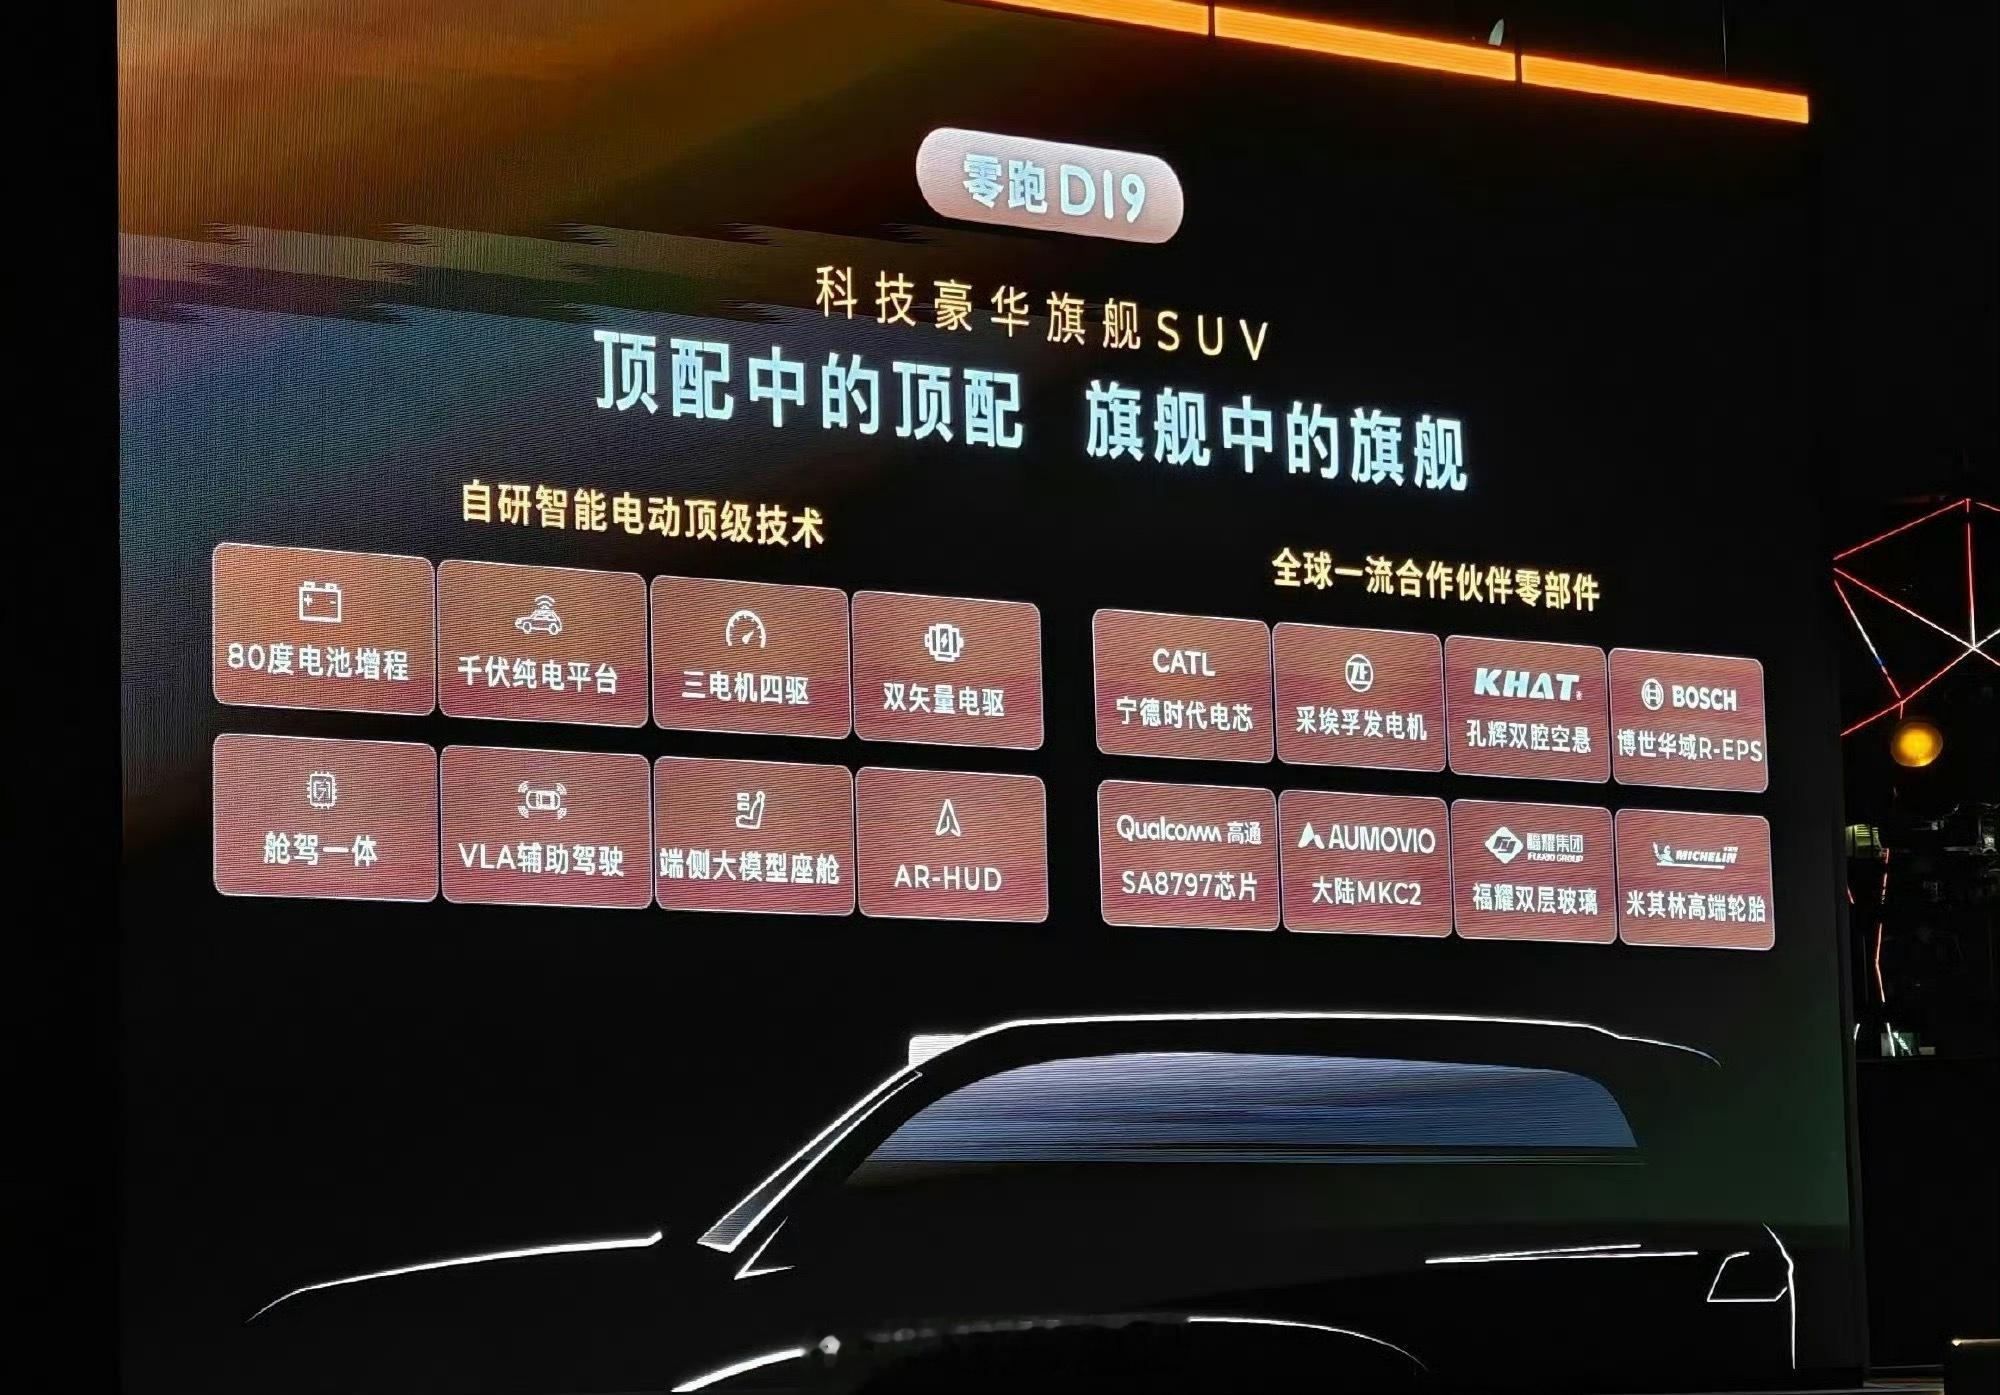 零跑 D19
科技豪华旗舰SUV
顶配中的顶配 旗舰中的旗舰
自研智能电动顶级技术
80度电池增程
千伏纯电平台
三电机四驱
双矢量电驱
舱驾一体
VLA辅助驾驶
端侧大模型座舱
AR-HUD
全球一流合作伙伴零部件
CATL
宁德时代电芯
ZF
采埃孚发电机
KHAT
孔辉双腔空悬
BOSCH
博世华域R-EPS
Qualcomm 高通
SA8797芯片
AUMOVIO
大陆MKC2
福耀集团
FUYAO GROUP
福耀双层玻璃
MICHELIN
米其林高端轮胎